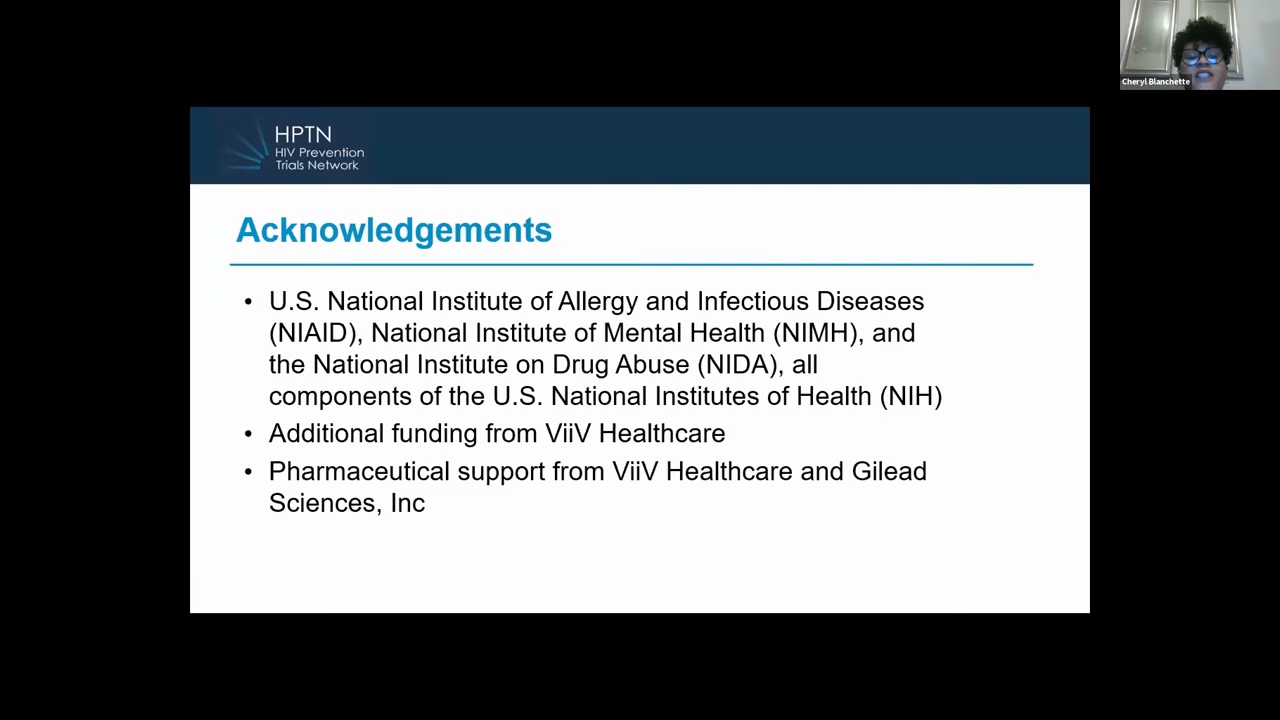 Cheryl Blanchette
HPTN
HIV Prevention
Trials Network
Acknowledgements
• U.S. National Institute of Allergy and Infectious Diseases
(NIAID), National Institute of Mental Health (NIMH), and
the National Institute on Drug Abuse (NIDA), all
components of the U.S. National Institutes of Health (NIH)
• Additional funding from ViiV Healthcare
• Pharmaceutical support from ViiV Healthcare and Gilead
Sciences, Inc